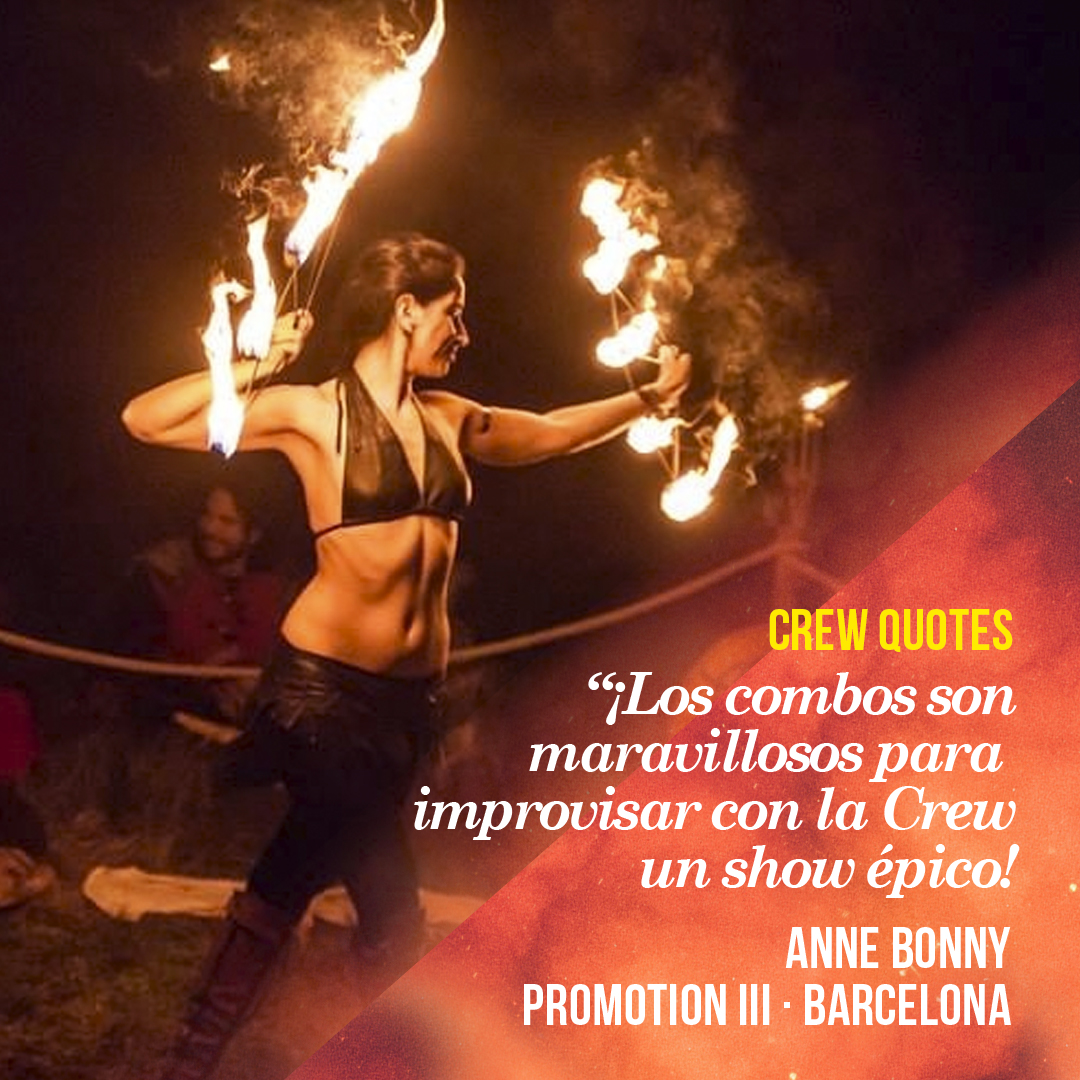 CREW QUOTES
“¡Los combos son
maravillosos para
improvisar con la Crew
un show épico!
ANNE BONNY
PROMOTION III · BARCELONA